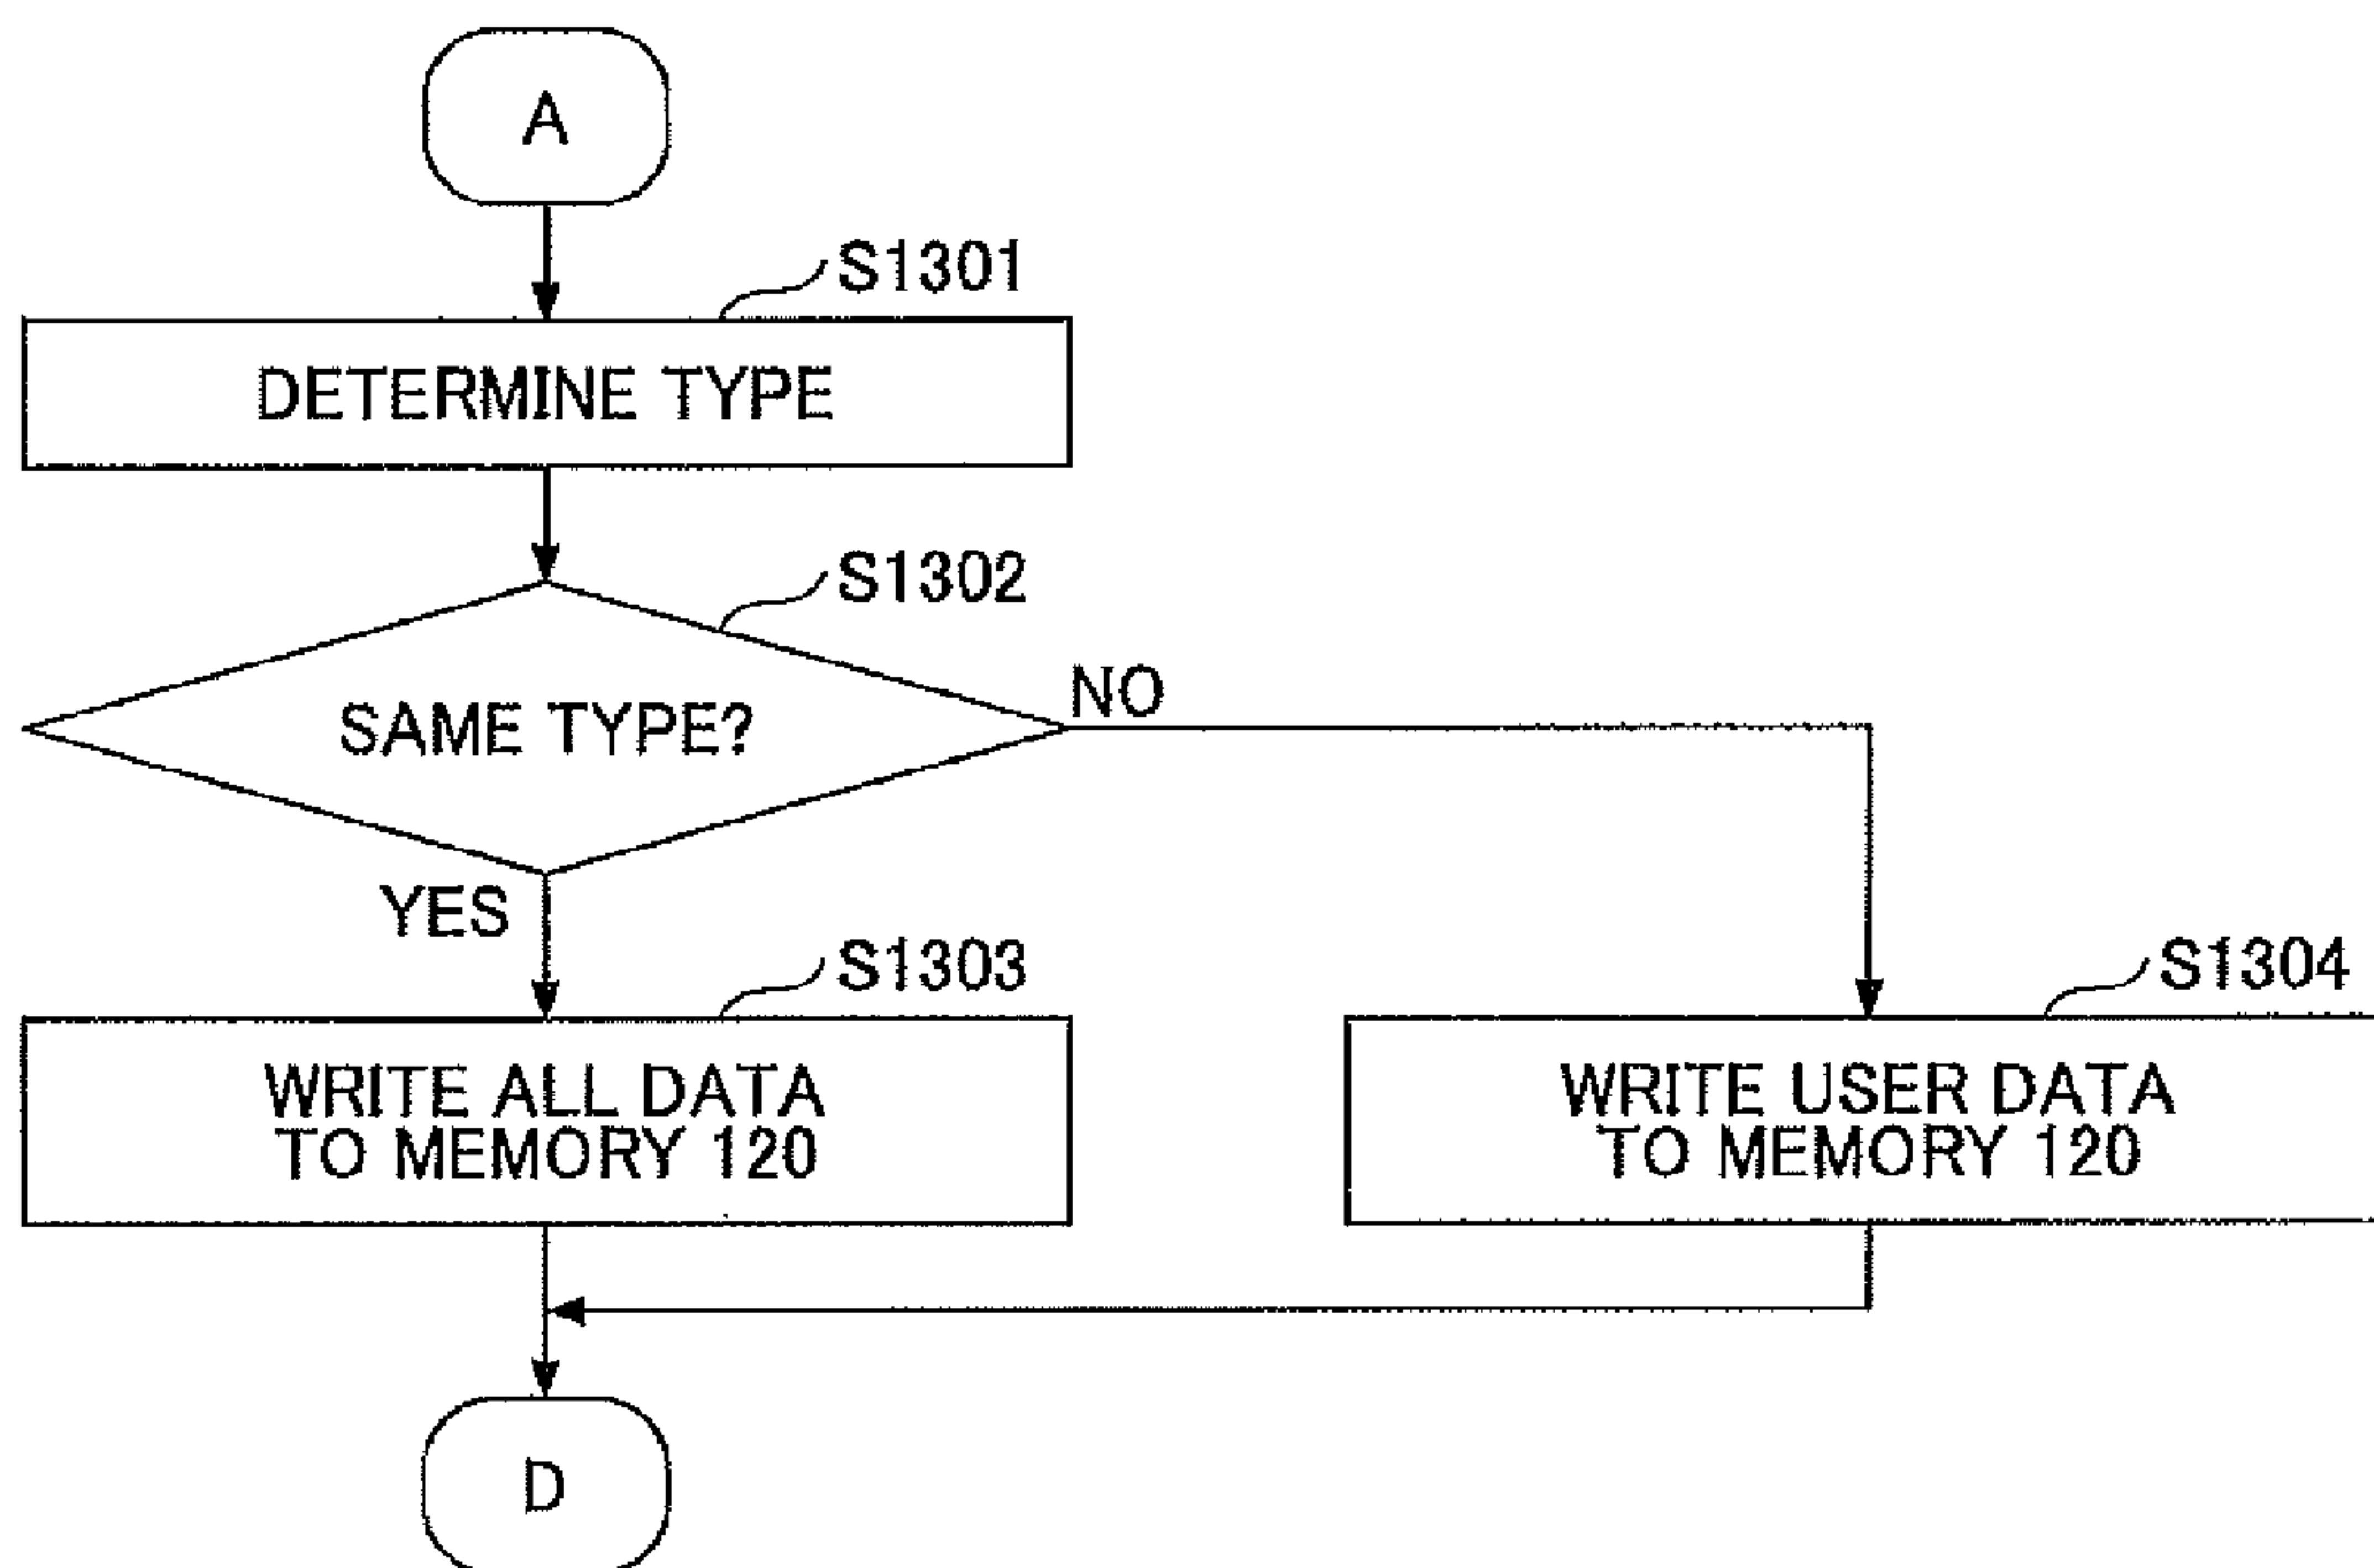 A
S1301
DETERMINE TYPE
S1302
SAME TYPE?
NO
YES
S1303
WRITE ALL DATA
TO MEMORY 120
S1304
WRITE USER DATA
TO MEMORY 120
D